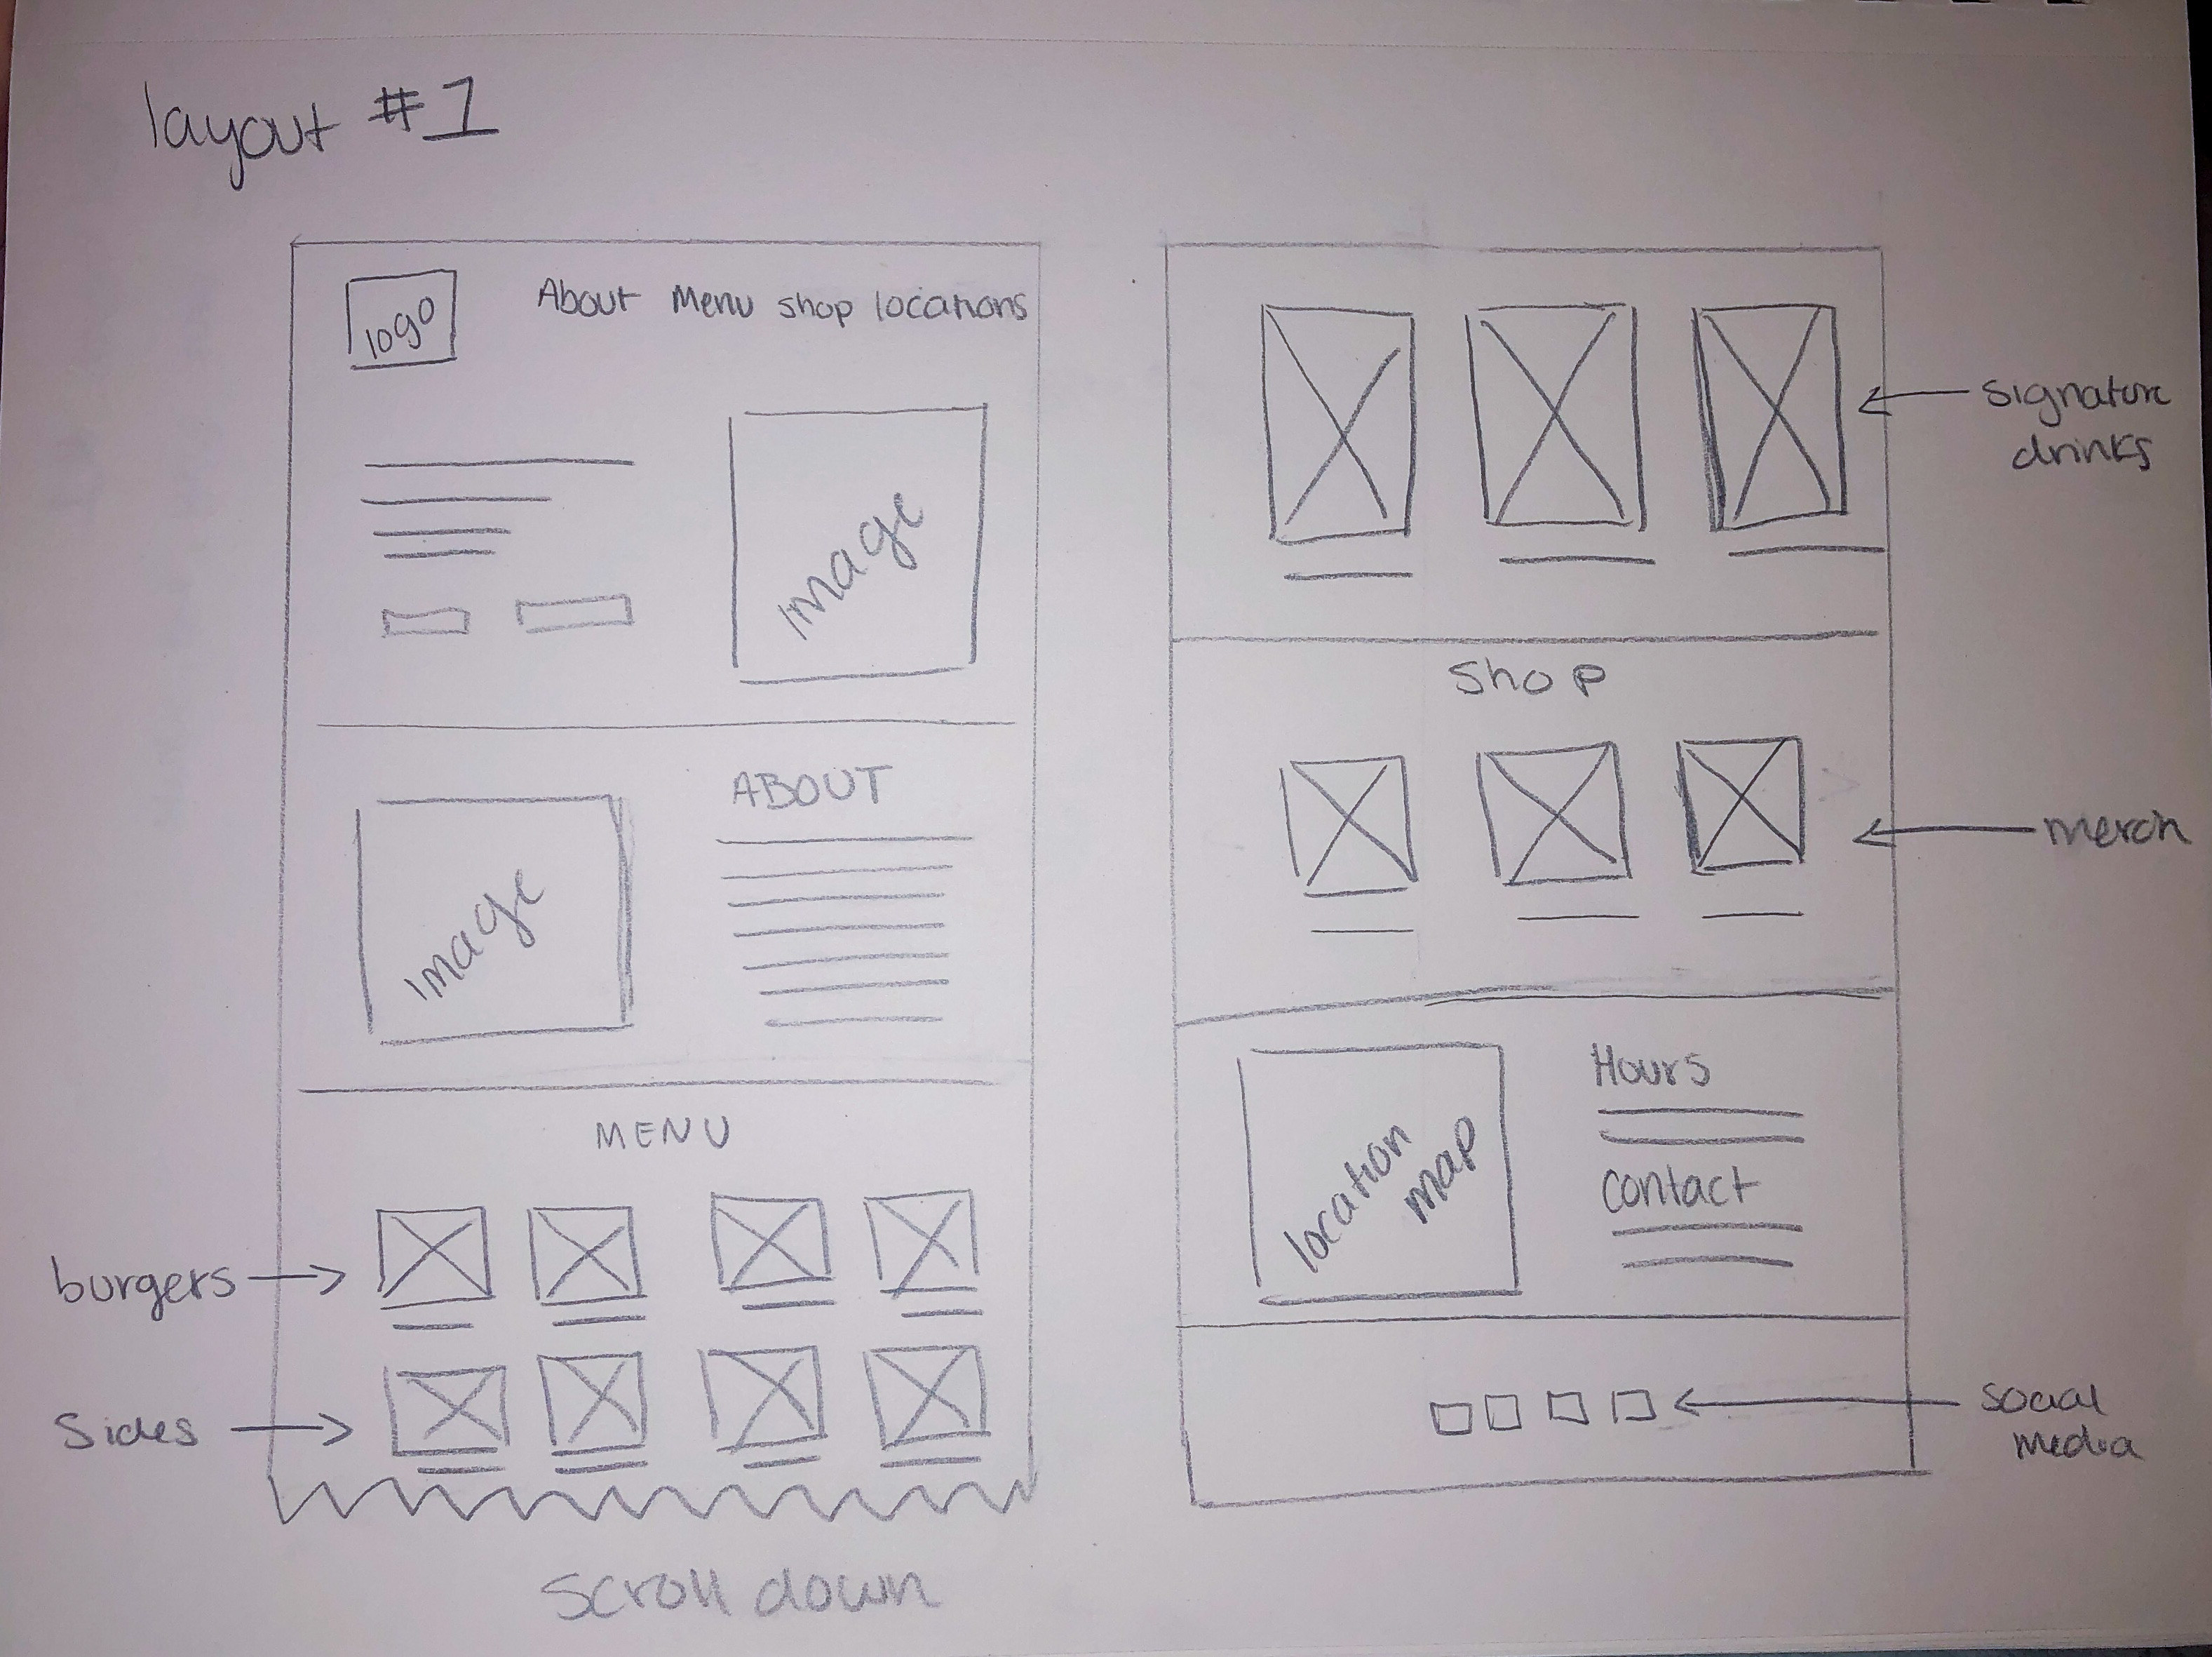 layout #1
logo
About Menu shop locations
Image
Image
ABOUT
MENU
burgers
Sides
scroll down
signature
drinks
Shop
merch
location
map
Hours
contact
social
media